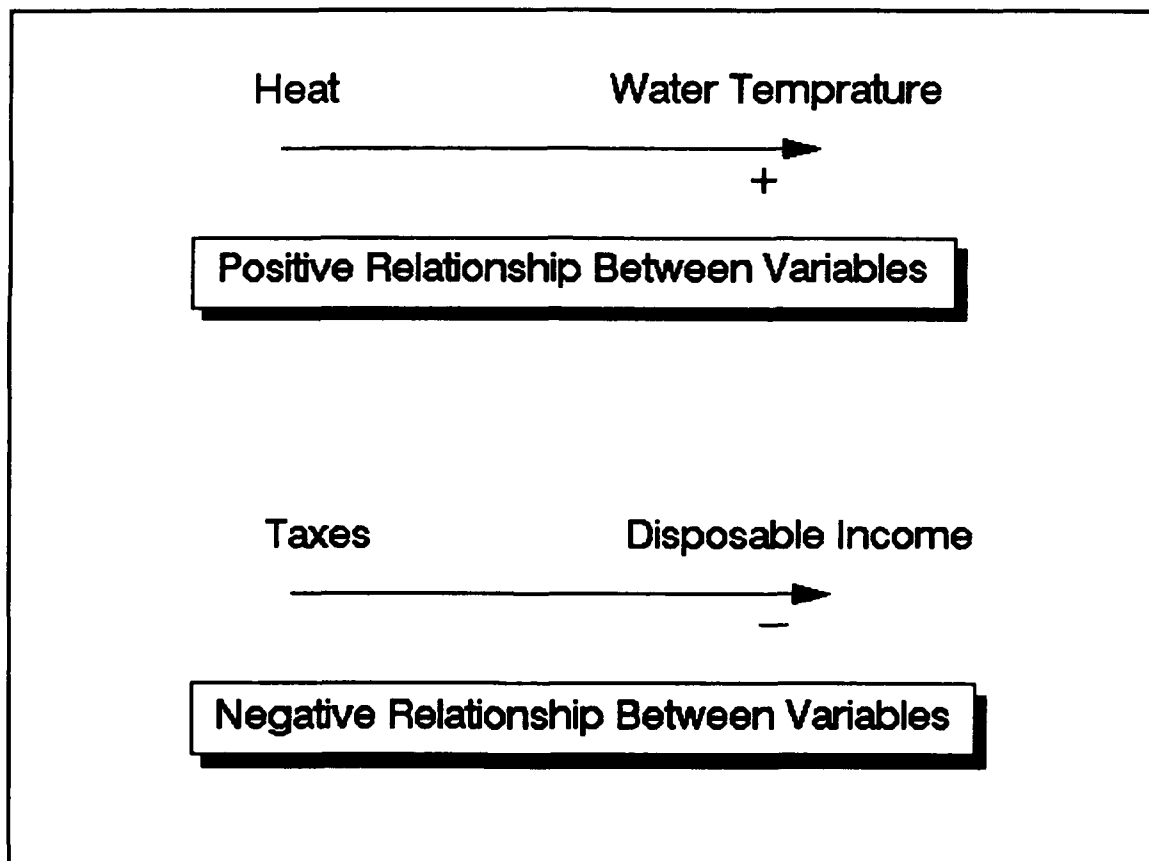 Heat Water Temprature
+
Positive Relationship Between Variables
Taxes Disposable Income
–
Negative Relationship Between Variables